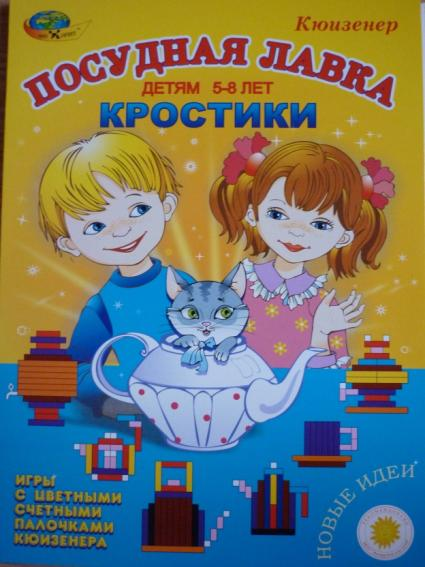 Кюизенер
ПОСУДНАЯ ЛАВКА
ДЕТЯМ 5-8 ЛЕТ
КРОСТИКИ
ИГРЫ
С ЦВЕТНЫМИ
СЧЕТНЫМИ
ПАЛОЧКАМИ
КЮИЗЕНЕРА
НОВЫЕ ИДЕИ